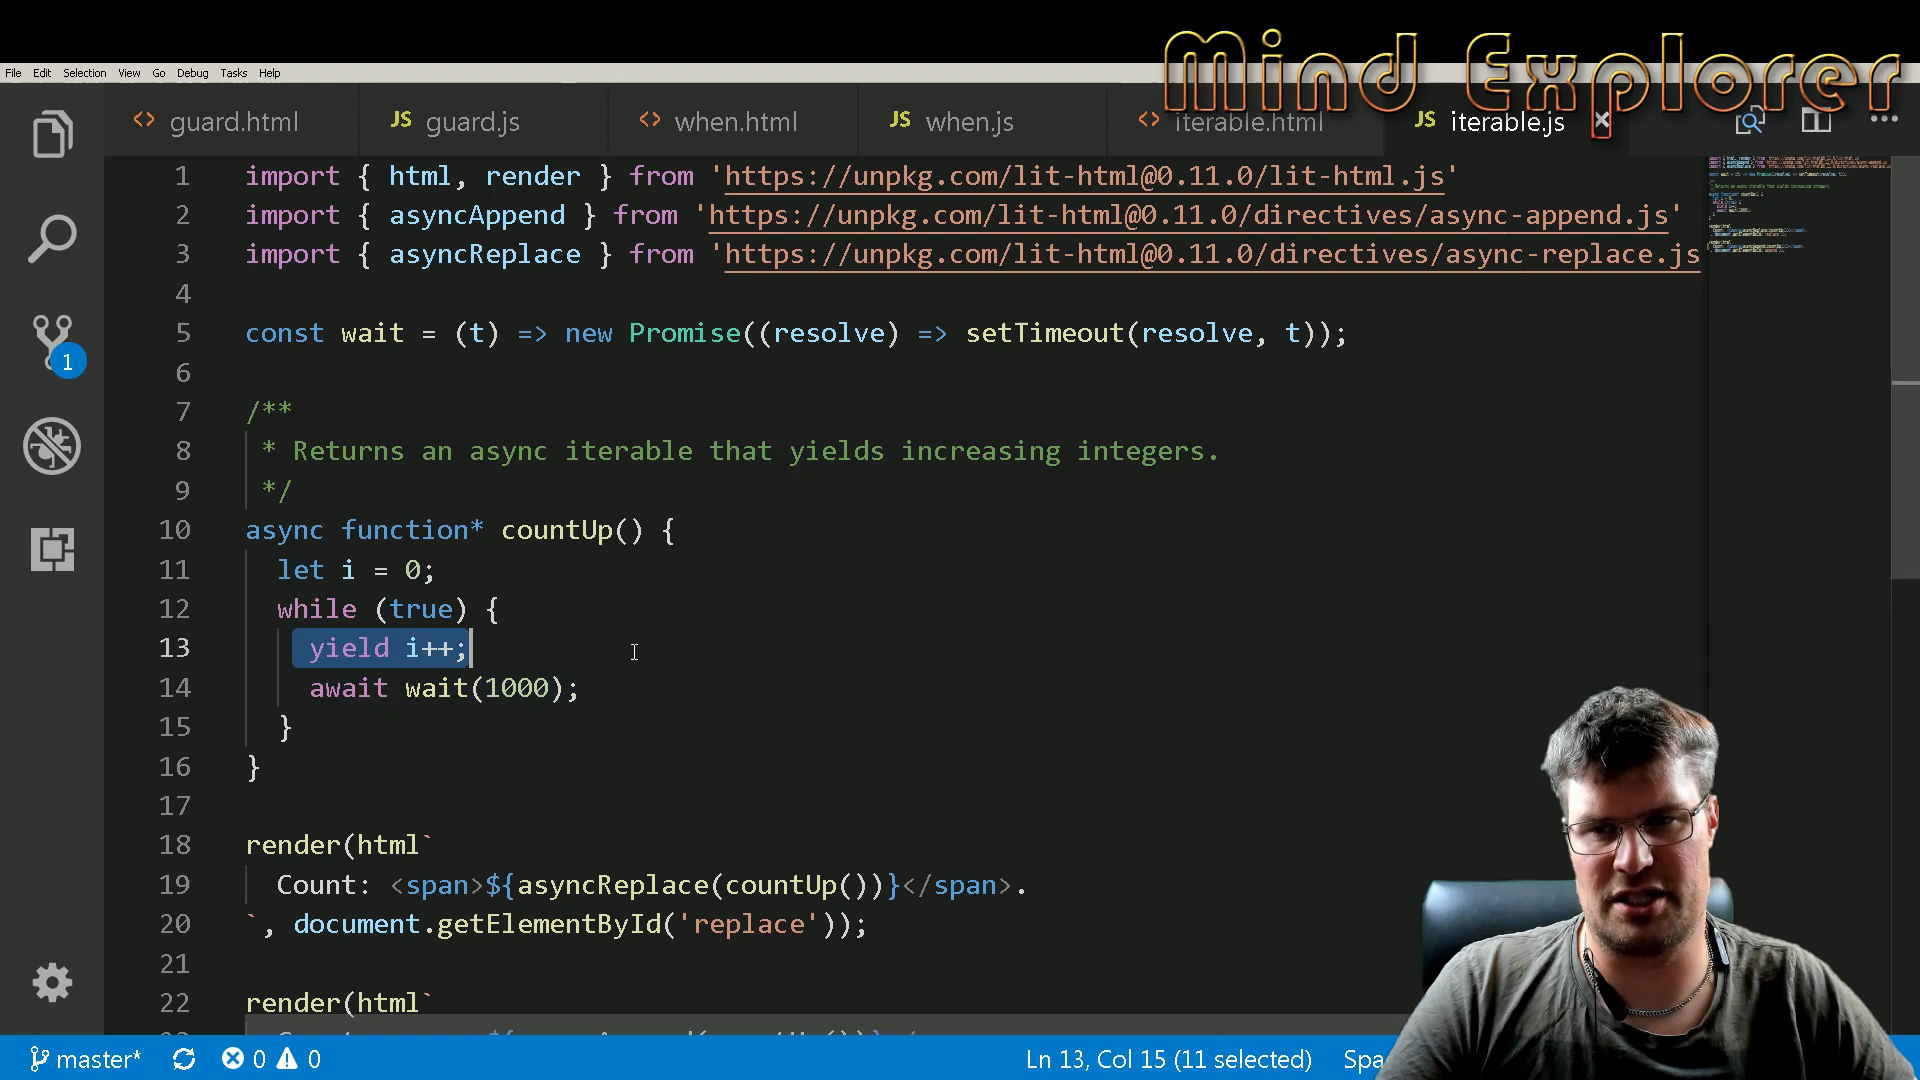 Mind Explorer
File Edit Selection View Go Debug Tasks Help
guard.html JS guard.js when.html JS when.js iterable.html JS iterable.js
1 import { html, render } from 'https://unpkg.com/lit-html@0.11.0/lit-html.js'
2 import { asyncAppend } from 'https://unpkg.com/lit-html@0.11.0/directives/async-append.js'
3 import { asyncReplace } from 'https://unpkg.com/lit-html@0.11.0/directives/async-replace.js
4
5 const wait = (t) => new Promise((resolve) => setTimeout(resolve, t));
6
7 /**
8 * Returns an async iterable that yields increasing integers.
9 */
10 async function* countUp() {
11 let i = 0;
12 while (true) {
13 yield i++;
14 await wait(1000);
15 }
16 }
17
18 render(html`
19 Count: <span>${asyncReplace(countUp())}</span>.
20 `, document.getElementById('replace'));
21
22 render(html`
1
master* 0 0 Ln 13, Col 15 (11 selected) Spa